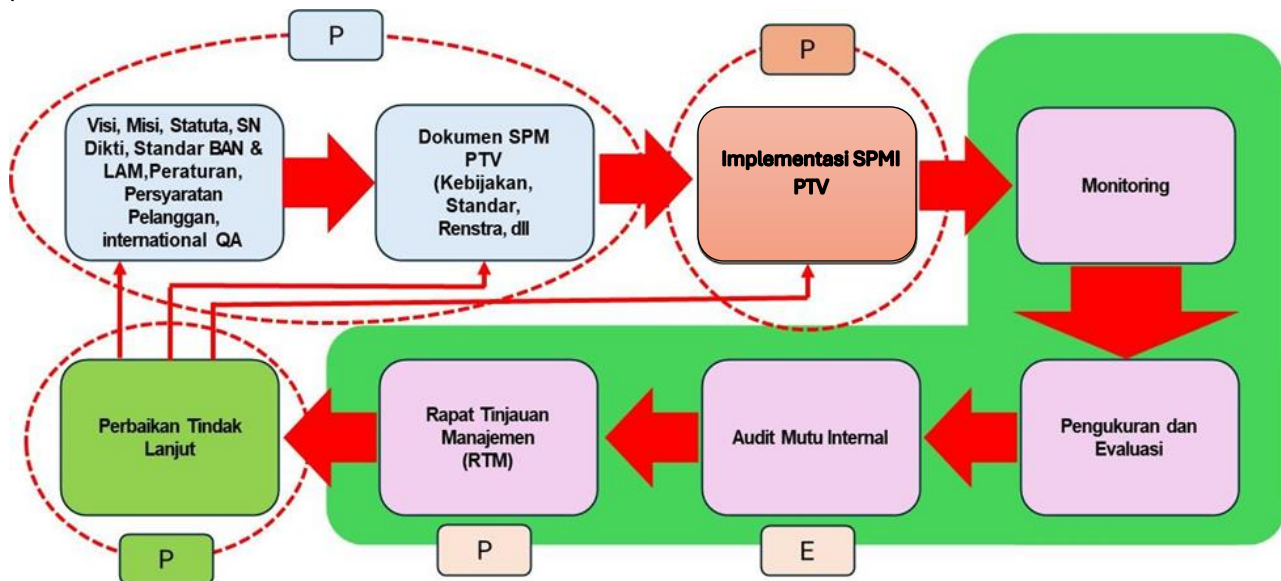 P
P
Visi, Misi, Statuta, SN
Dikti, Standar BAN &
LAM,Peraturan,
Persyaratan
Pelanggan,
international QA
Dokumen SPM
PTV
(Kebijakan,
Standar,
Renstra, dll
Implementasi SPMI
PTV
Monitoring
Perbaikan Tindak
Lanjut
Rapat Tinjauan
Manajemen
(RTM)
Audit Mutu Internal
Pengukuran dan
Evaluasi
P
P
E